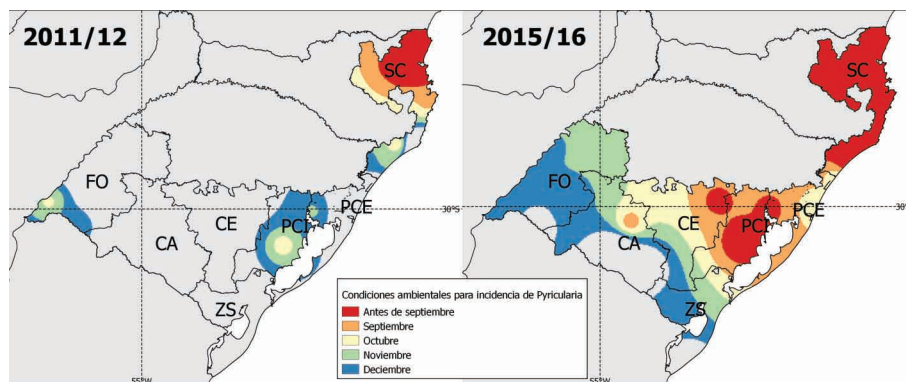 2011/12
SC
FO
CE
PCI
PCE
CA
ZS
55°W
2015/16
SC
FO
CE
PCI
PCE
30°S
30°
CA
ZS
55°W
Condiciones ambientales para incidencia de Pyricularia
Antes de septiembre
Septiembre
Octubre
Noviembre
Deciembre